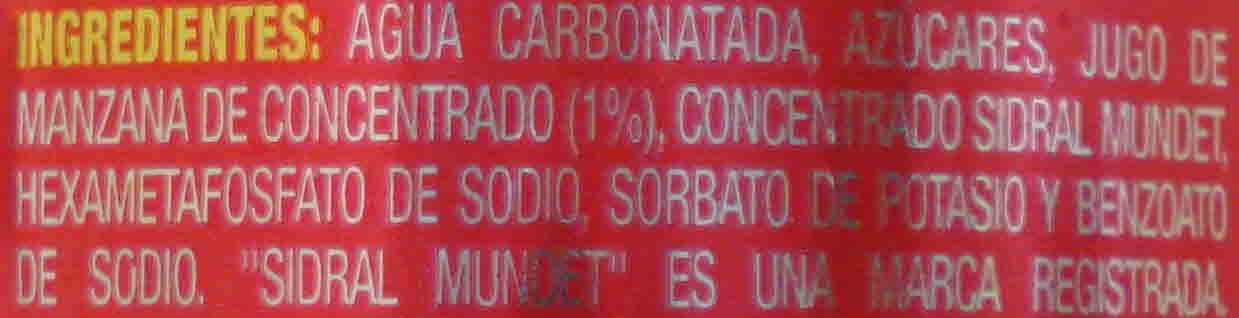 INGREDIENTES: AGUA CARBONATADA, AZÚCARES, JUGO DE
MANZANA DE CONCENTRADO (1%), CONCENTRADO SIDRAL MUNDET,
HEXAMETAFOSFATO DE SODIO, SORBATO DE POTASIO Y BENZOATO
DE SODIO. "SIDRAL MUNDET" ES UNA MARCA REGISTRADA.